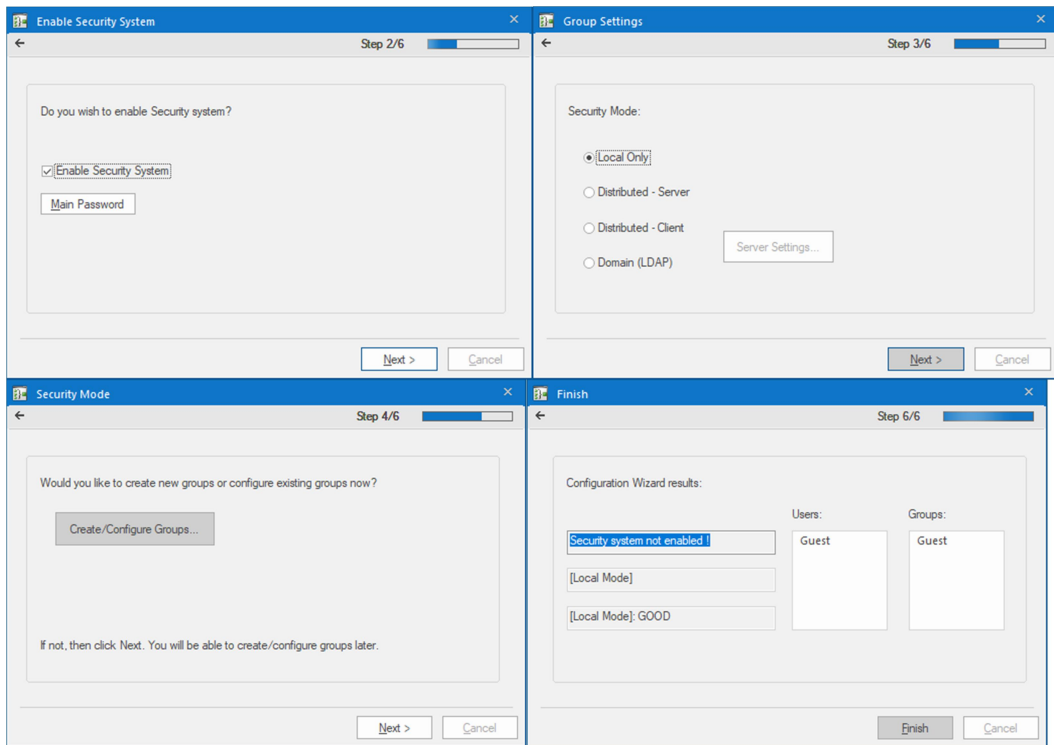 Enable Security System
Step 2/6
Do you wish to enable Security system?
Enable Security System
Main Password
Next >
Cancel
Group Settings
Step 3/6
Security Mode:
Local Only
Distributed - Server
Distributed - Client
Server Settings...
Domain (LDAP)
Next >
Cancel
Security Mode
Step 4/6
Would you like to create new groups or configure existing groups now?
Create/Configure Groups...
If not, then click Next. You will be able to create/configure groups later.
Next >
Cancel
Finish
Step 6/6
Configuration Wizard results:
Users:
Groups:
Security system not enabled !
Guest
Guest
[Local Mode]
[Local Mode]: GOOD
Finish
Cancel